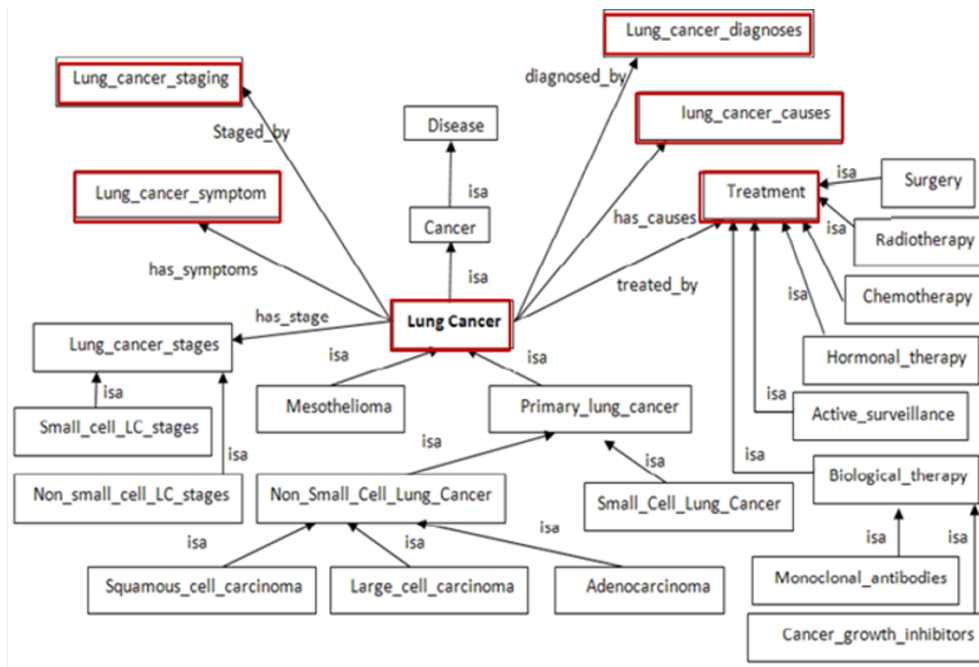 Lung_cancer_diagnoses
Lung_cancer_staging
diagnosed_by
lung_cancer_causes
Disease
Staged_by
isa
Surgery
Lung_cancer_symptom
Treatment
isa
Cancer
has_causes
isa
Radiotherapy
has_symptoms
isa
treated_by
Chemotherapy
has_stage
Lung Cancer
isa
Lung_cancer_stages
isa
isa
Hormonal_therapy
isa
Mesothelioma
Primary_lung_cancer
isa
Active_surveillance
Small_cell_LC_stages
isa
isa
isa
isa
Biological_therapy
Non_small_cell_LC_stages
Non_Small_Cell_Lung_Cancer
Small_Cell_Lung_Cancer
isa
isa
isa
isa
isa
Squamous_cell_carcinoma
Large_cell_carcinoma
Adenocarcinoma
Monoclonal_antibodies
Cancer_growth_inhibitors